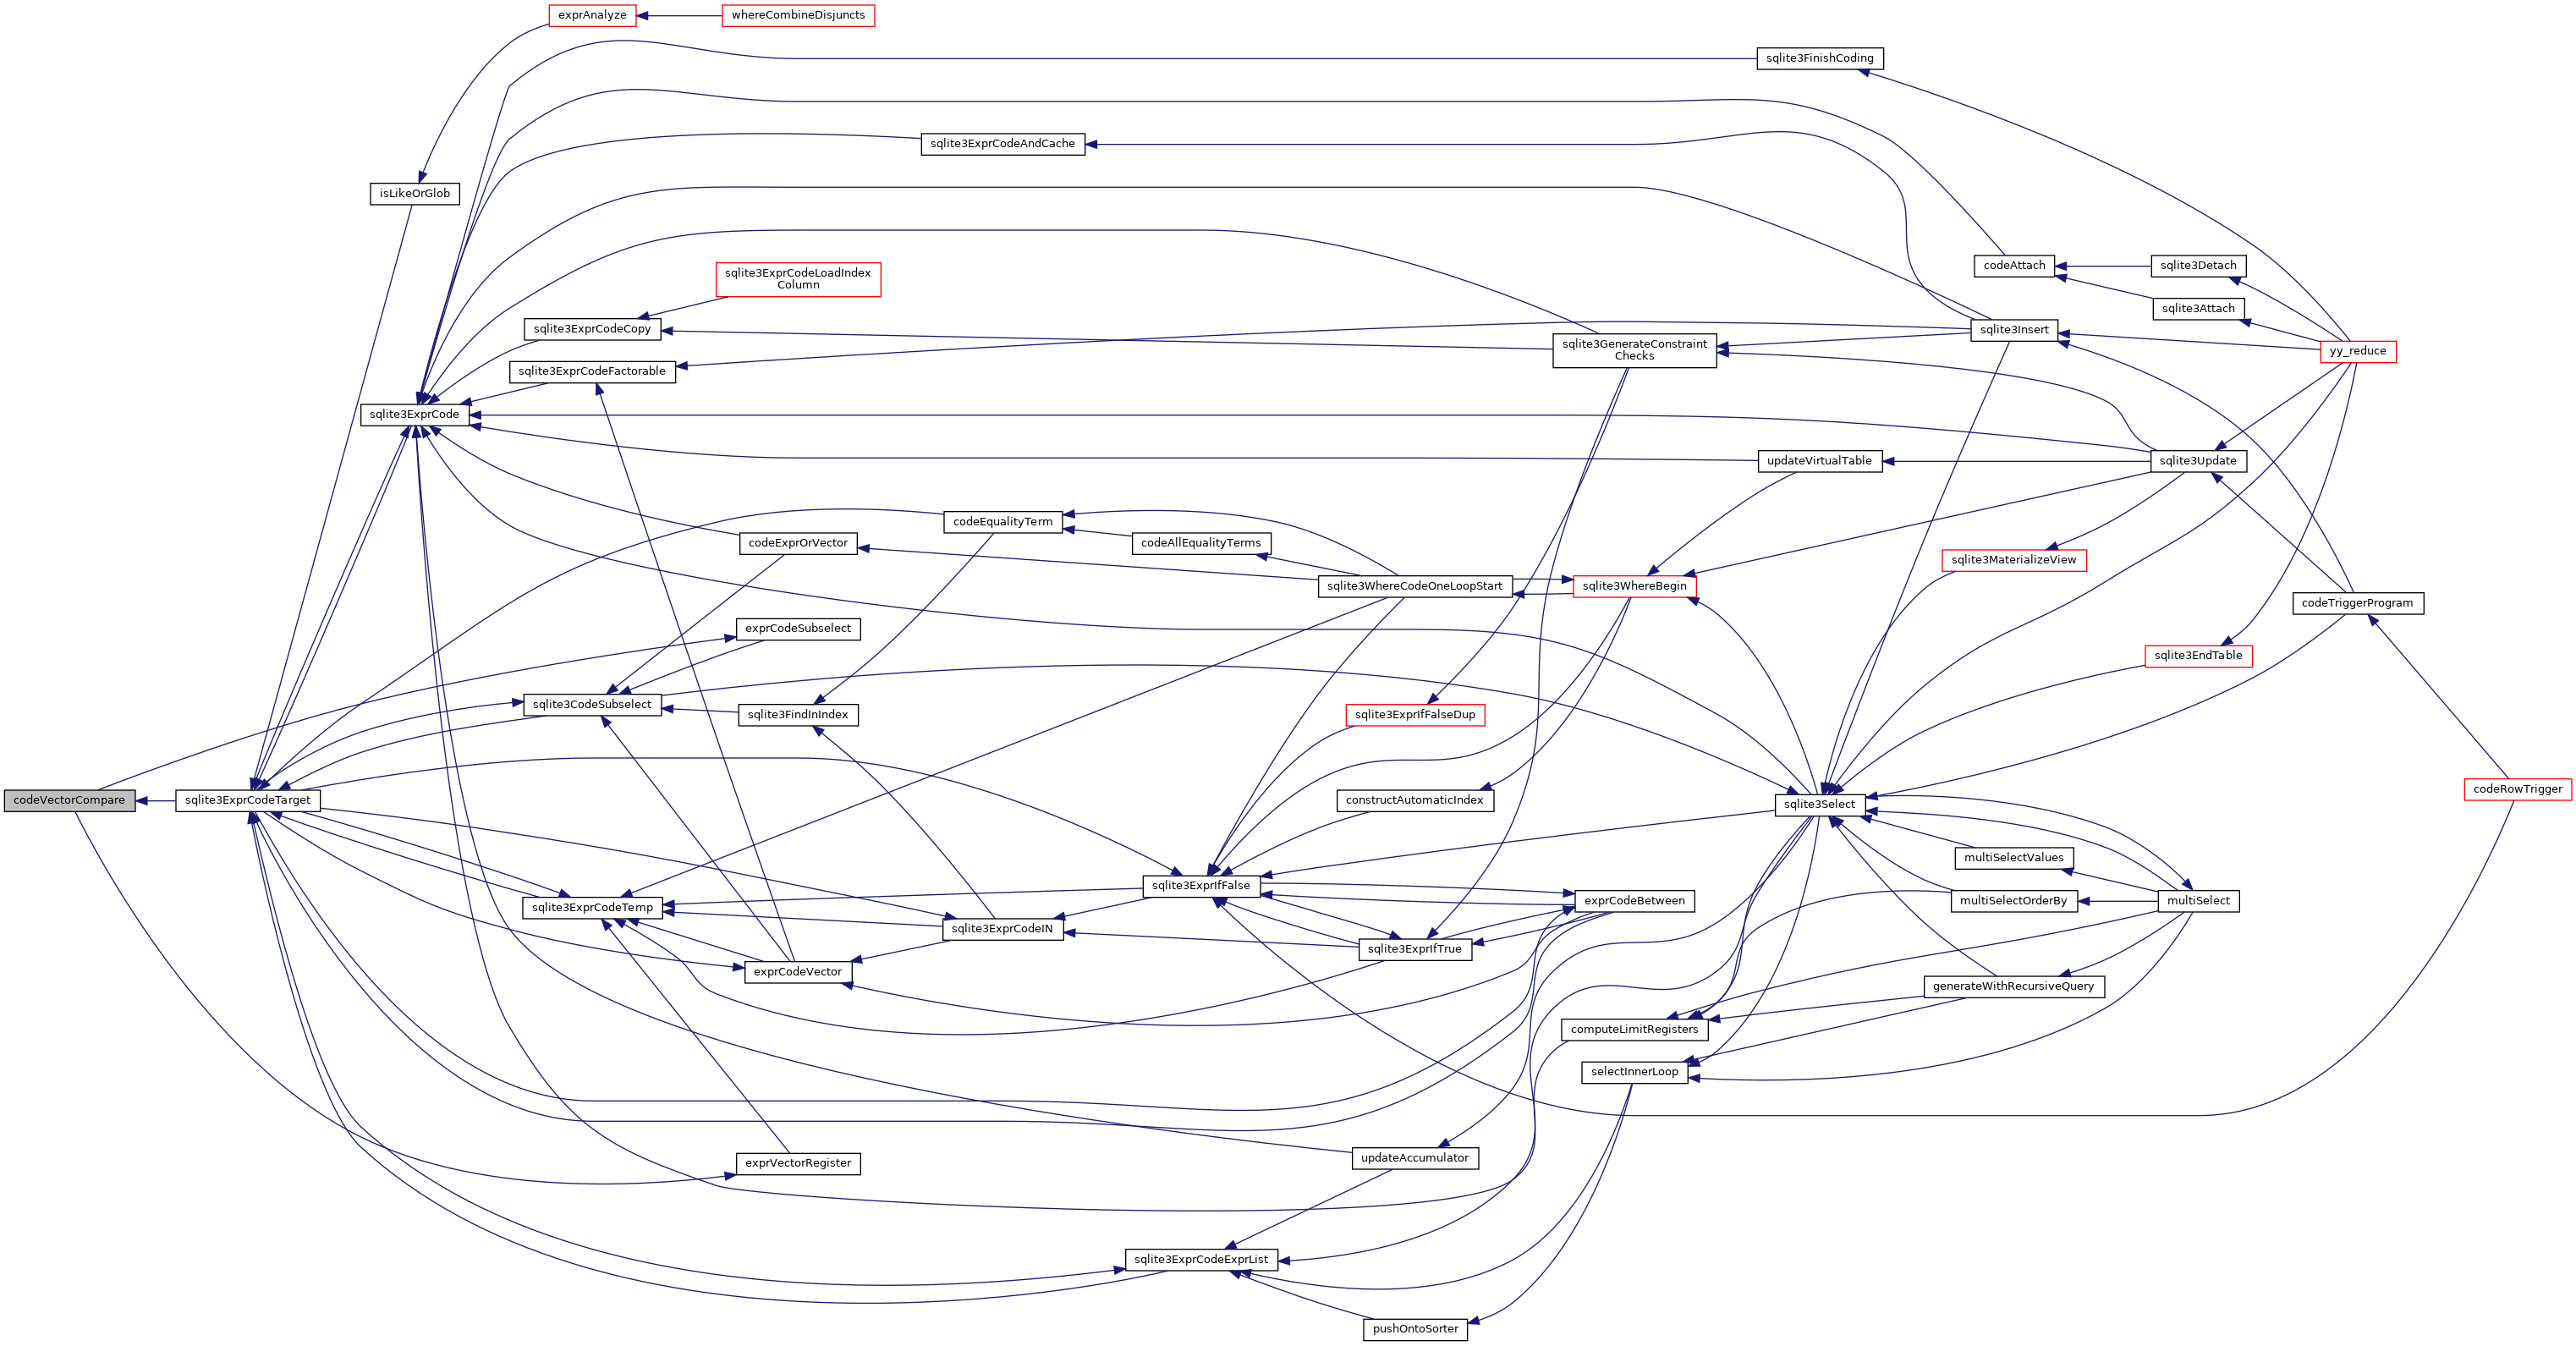 exprAnalyze
whereCombineDisjuncts
sqlite3FinishCoding
sqlite3ExprCodeAndCache
isLikeOrGlob
sqlite3ExprCodeLoadIndex
Column
codeAttach
sqlite3Detach
sqlite3Attach
sqlite3ExprCodeCopy
sqlite3Insert
sqlite3GenerateConstraint
Checks
yy_reduce
sqlite3ExprCodeFactorable
sqlite3ExprCode
updateVirtualTable
sqlite3Update
codeEqualityTerm
codeExprOrVector
codeAllEqualityTerms
sqlite3MaterializeView
sqlite3WhereCodeOneLoopStart
sqlite3WhereBegin
codeTriggerProgram
exprCodeSubselect
sqlite3EndTable
sqlite3CodeSubselect
sqlite3FindInIndex
sqlite3ExprIfFalseDup
codeRowTrigger
codeVectorCompare
sqlite3ExprCodeTarget
constructAutomaticIndex
sqlite3Select
multiSelectValues
sqlite3ExprIfFalse
exprCodeBetween
multiSelectOrderBy
multiSelect
sqlite3ExprCodeTemp
sqlite3ExprCodeIN
sqlite3ExprIfTrue
exprCodeVector
generateWithRecursiveQuery
computeLimitRegisters
selectInnerLoop
updateAccumulator
exprVectorRegister
sqlite3ExprCodeExprList
pushOntoSorter